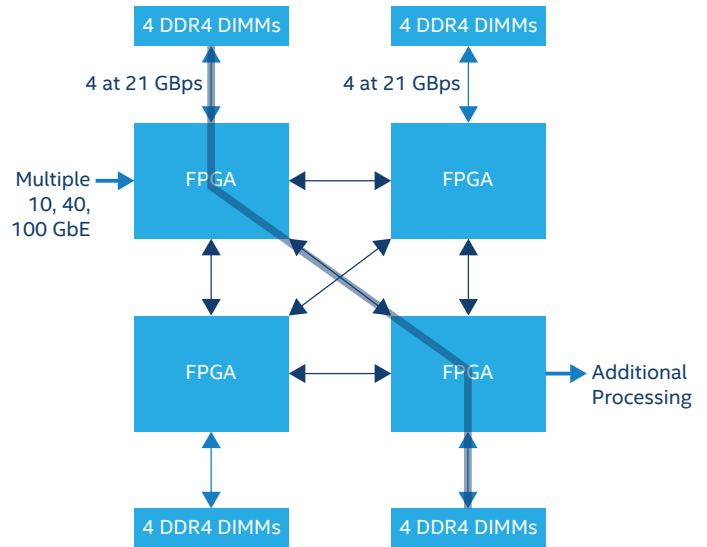 4 DDR4 DIMMs
4 DDR4 DIMMs
4 at 21 GBps
4 at 21 GBps
Multiple
10, 40,
100 GbE
FPGA
FPGA
FPGA
FPGA
Additional
Processing
4 DDR4 DIMMs
4 DDR4 DIMMs